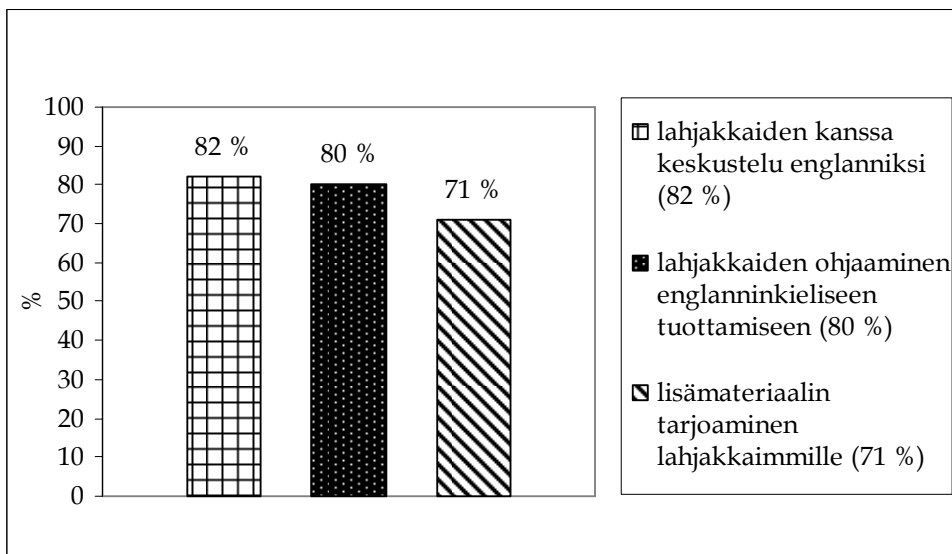 100
90
80
70
60
50
40
30
20
10
0
%
82 %
80 %
71 %
lahjakkaiden kanssa
keskustelu englanniksi
(82 %)
lahjakkaiden ohjaaminen
englanninkieliseen
tuottamiseen (80 %)
lisämateriaalin
tarjoaminen
lahjakkaimmille (71 %)